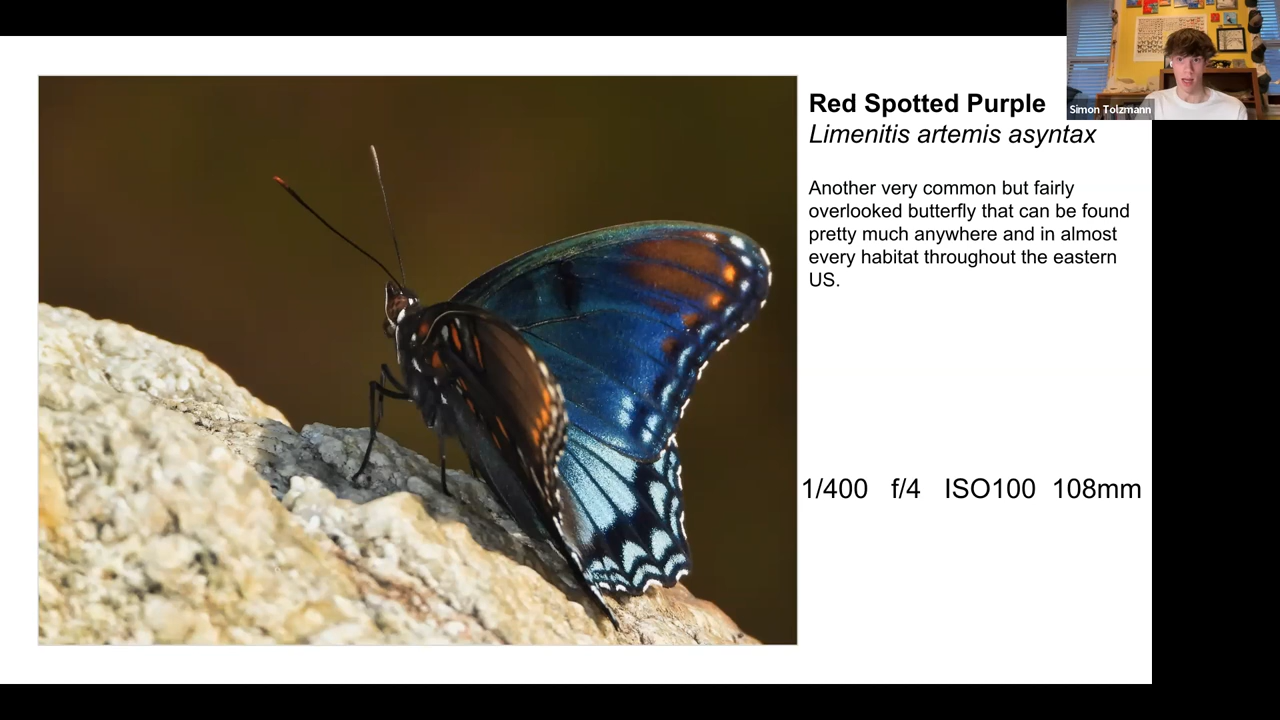 Red Spotted Purple
Limenitis artemis asyntax
Another very common but fairly
overlooked butterfly that can be found
pretty much anywhere and in almost
every habitat throughout the eastern
US.
1/400 f/4 ISO100 108mm
Simon Tolzmann